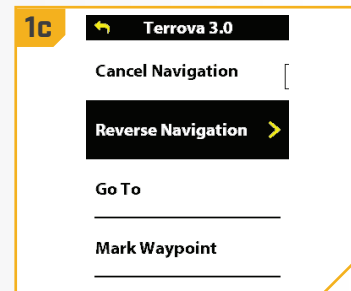 1c
Terrova 3.0
Cancel Navigation
Reverse Navigation
Go To
Mark Waypoint